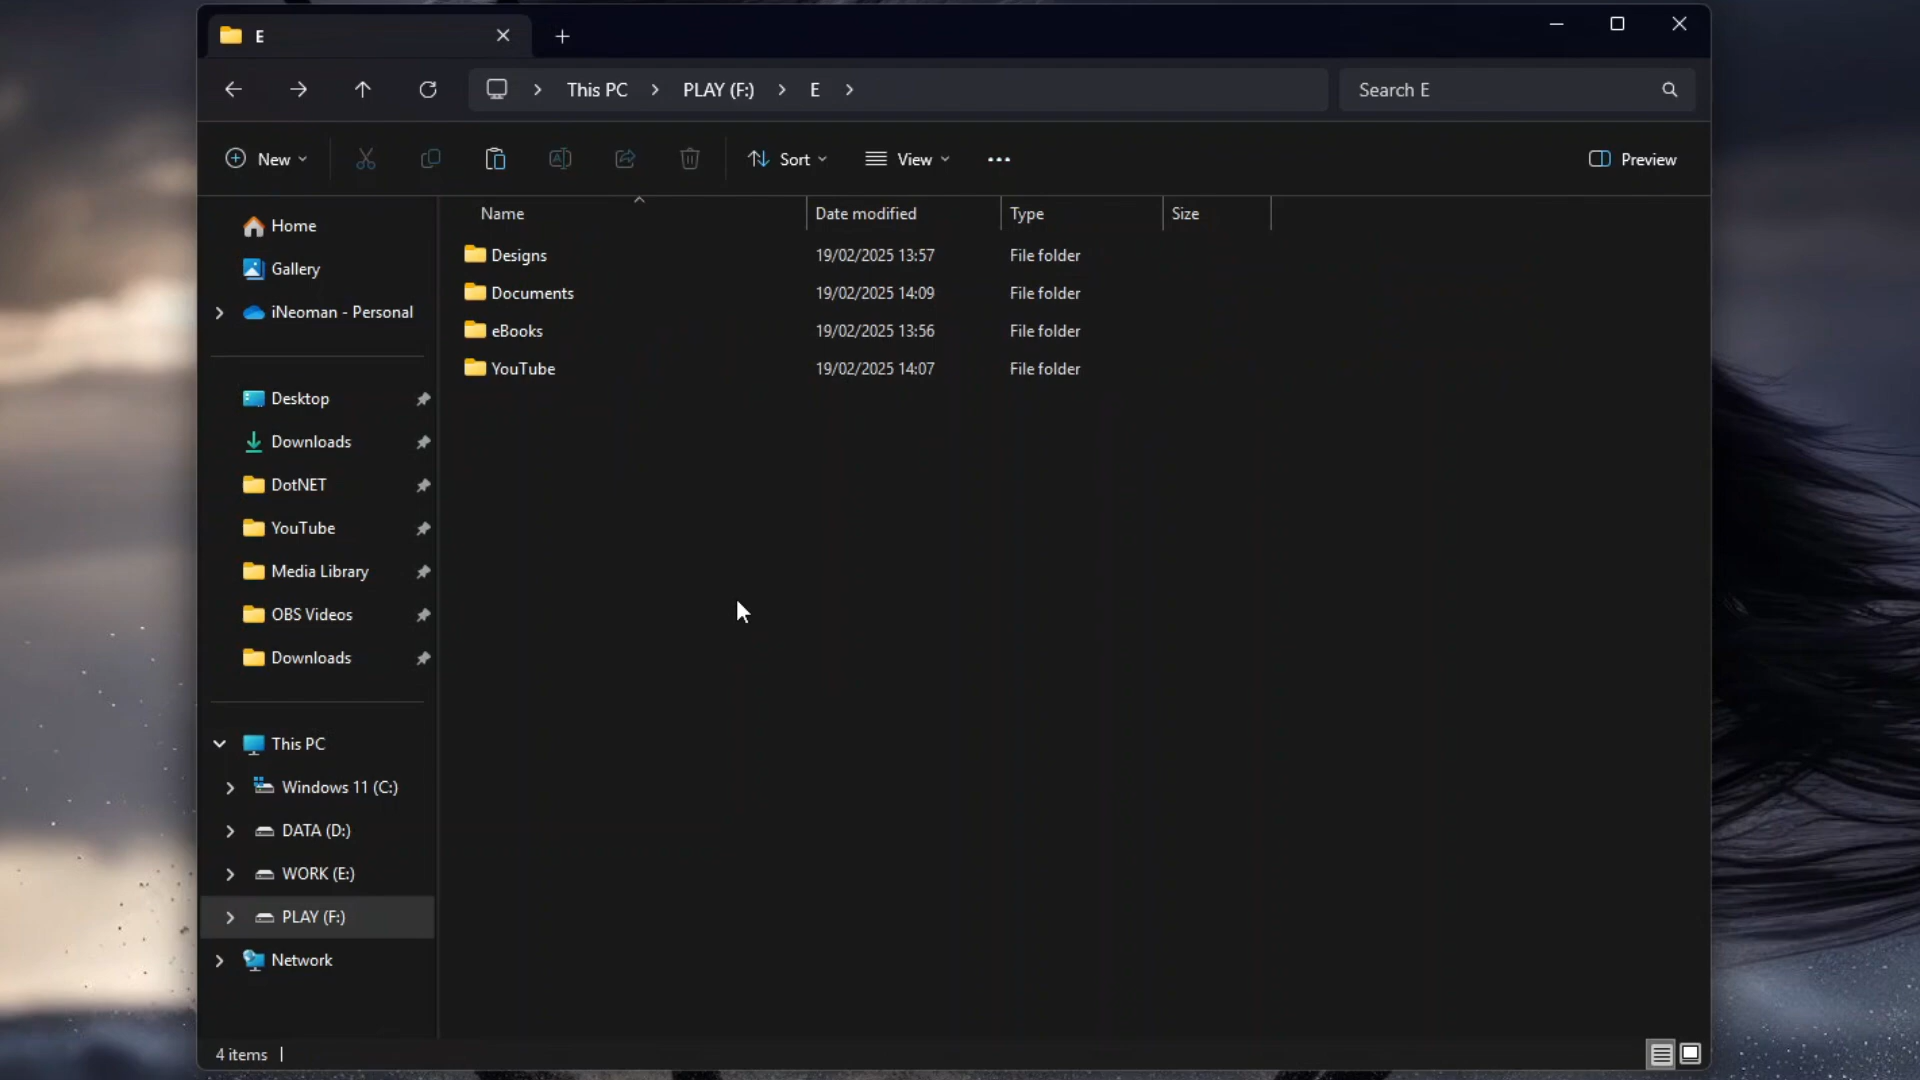 E
This PC > PLAY (F:) > E >
Search E
New
Sort
View
Preview
Name Date modified Type Size
Designs 19/02/2025 13:57 File folder
Documents 19/02/2025 14:09 File folder
eBooks 19/02/2025 13:56 File folder
YouTube 19/02/2025 14:07 File folder
Home
Gallery
iNeoman - Personal
Desktop
Downloads
DotNET
YouTube
Media Library
OBS Videos
Downloads
This PC
Windows 11 (C:)
DATA (D:)
WORK (E:)
PLAY (F:)
Network
4 items